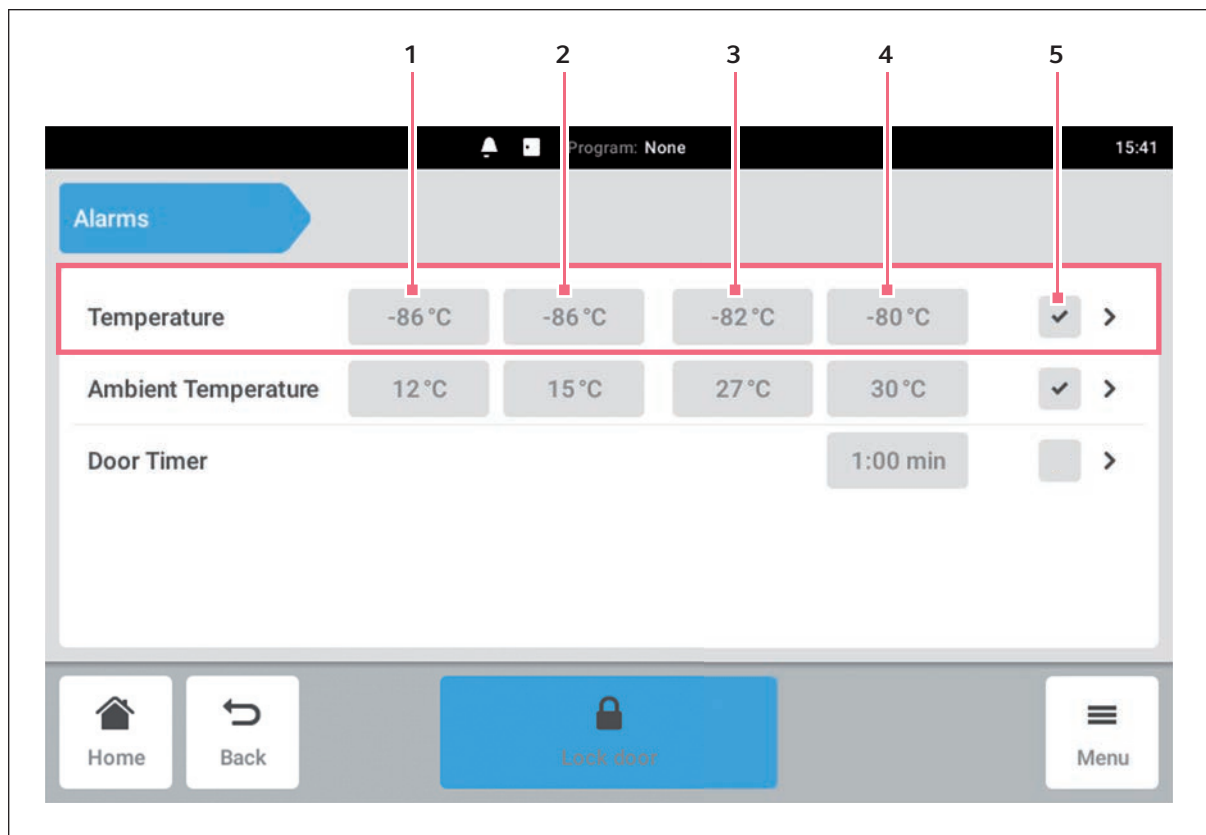 1 2 3 4 5
Program: None 15:41
Alarms
Temperature -86 °C -86 °C -82 °C -80 °C
Ambient Temperature 12 °C 15 °C 27 °C 30 °C
Door Timer 1:00 min
Home Back Lock door Menu